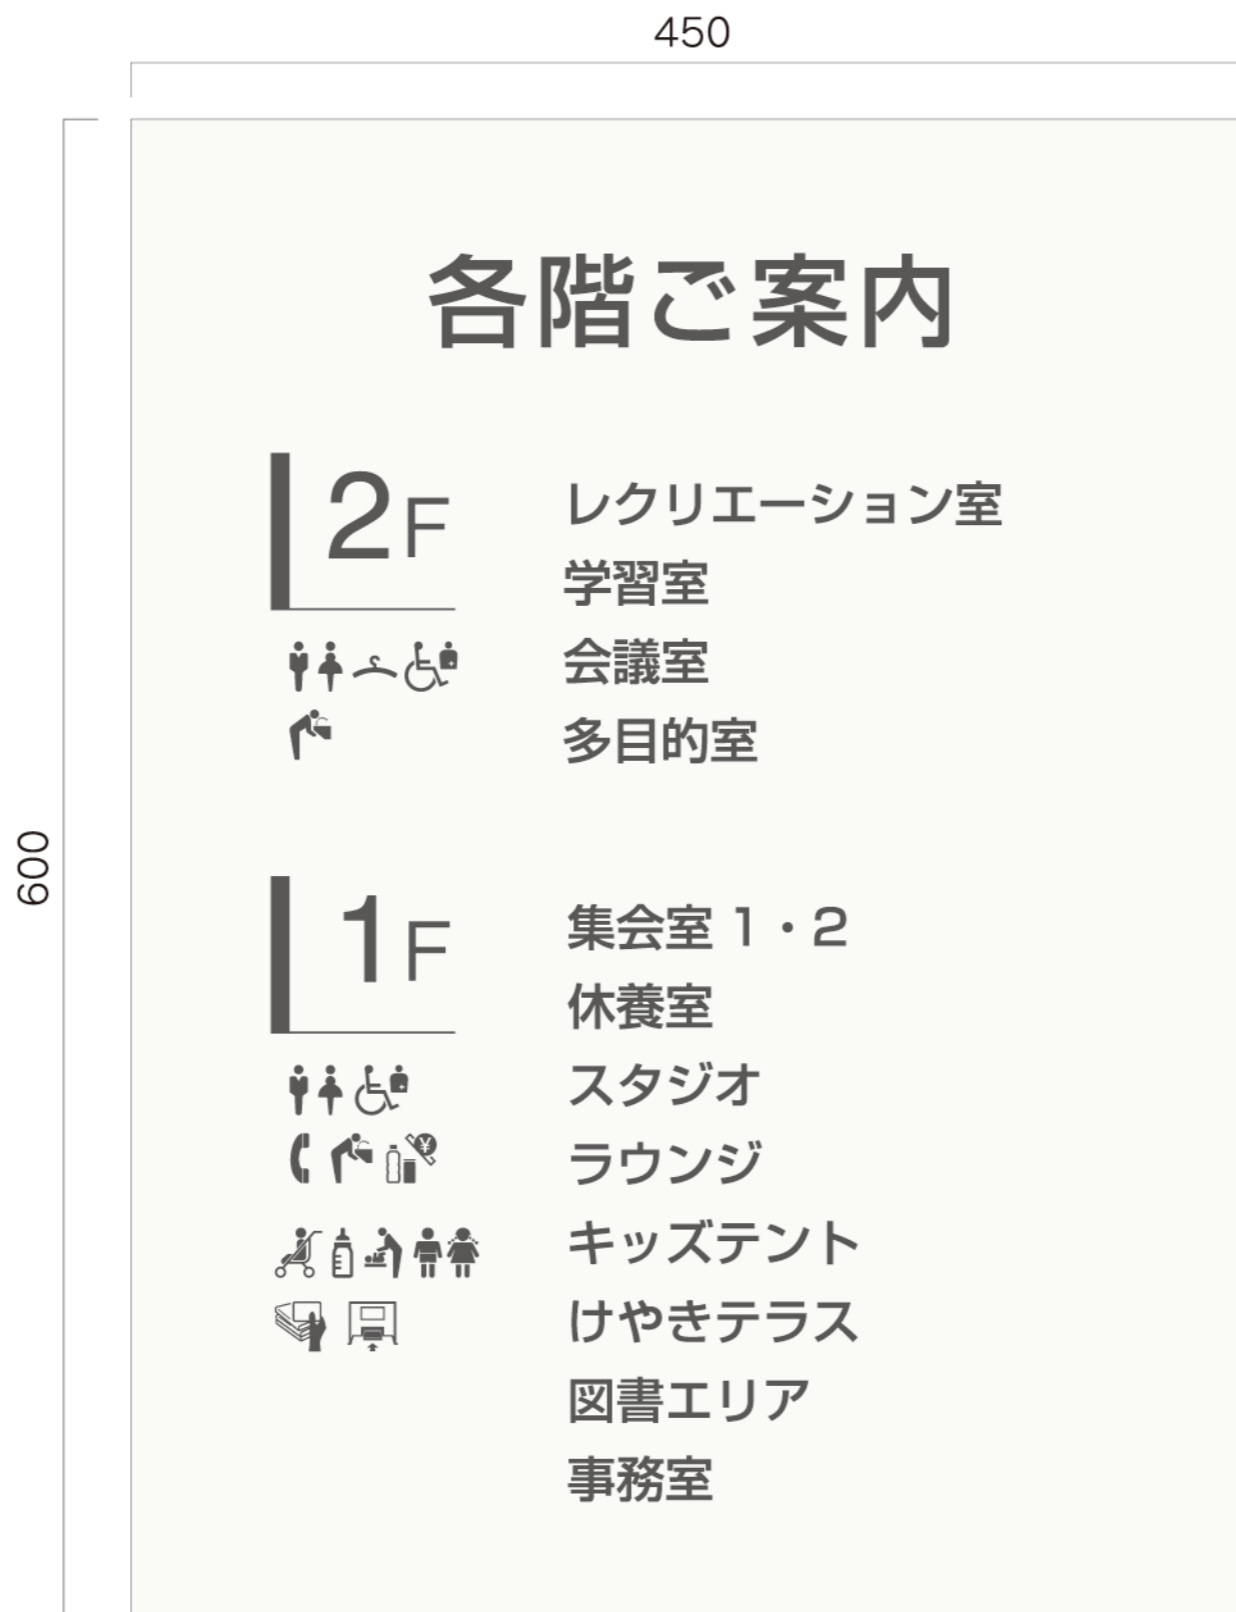 450
600
各階ご案内
2F
レクリエーション室
学習室
会議室
多目的室
1F
集会室 1・2
休養室
スタジオ
ラウンジ
¥
キッズテント
けやきテラス
図書エリア
事務室